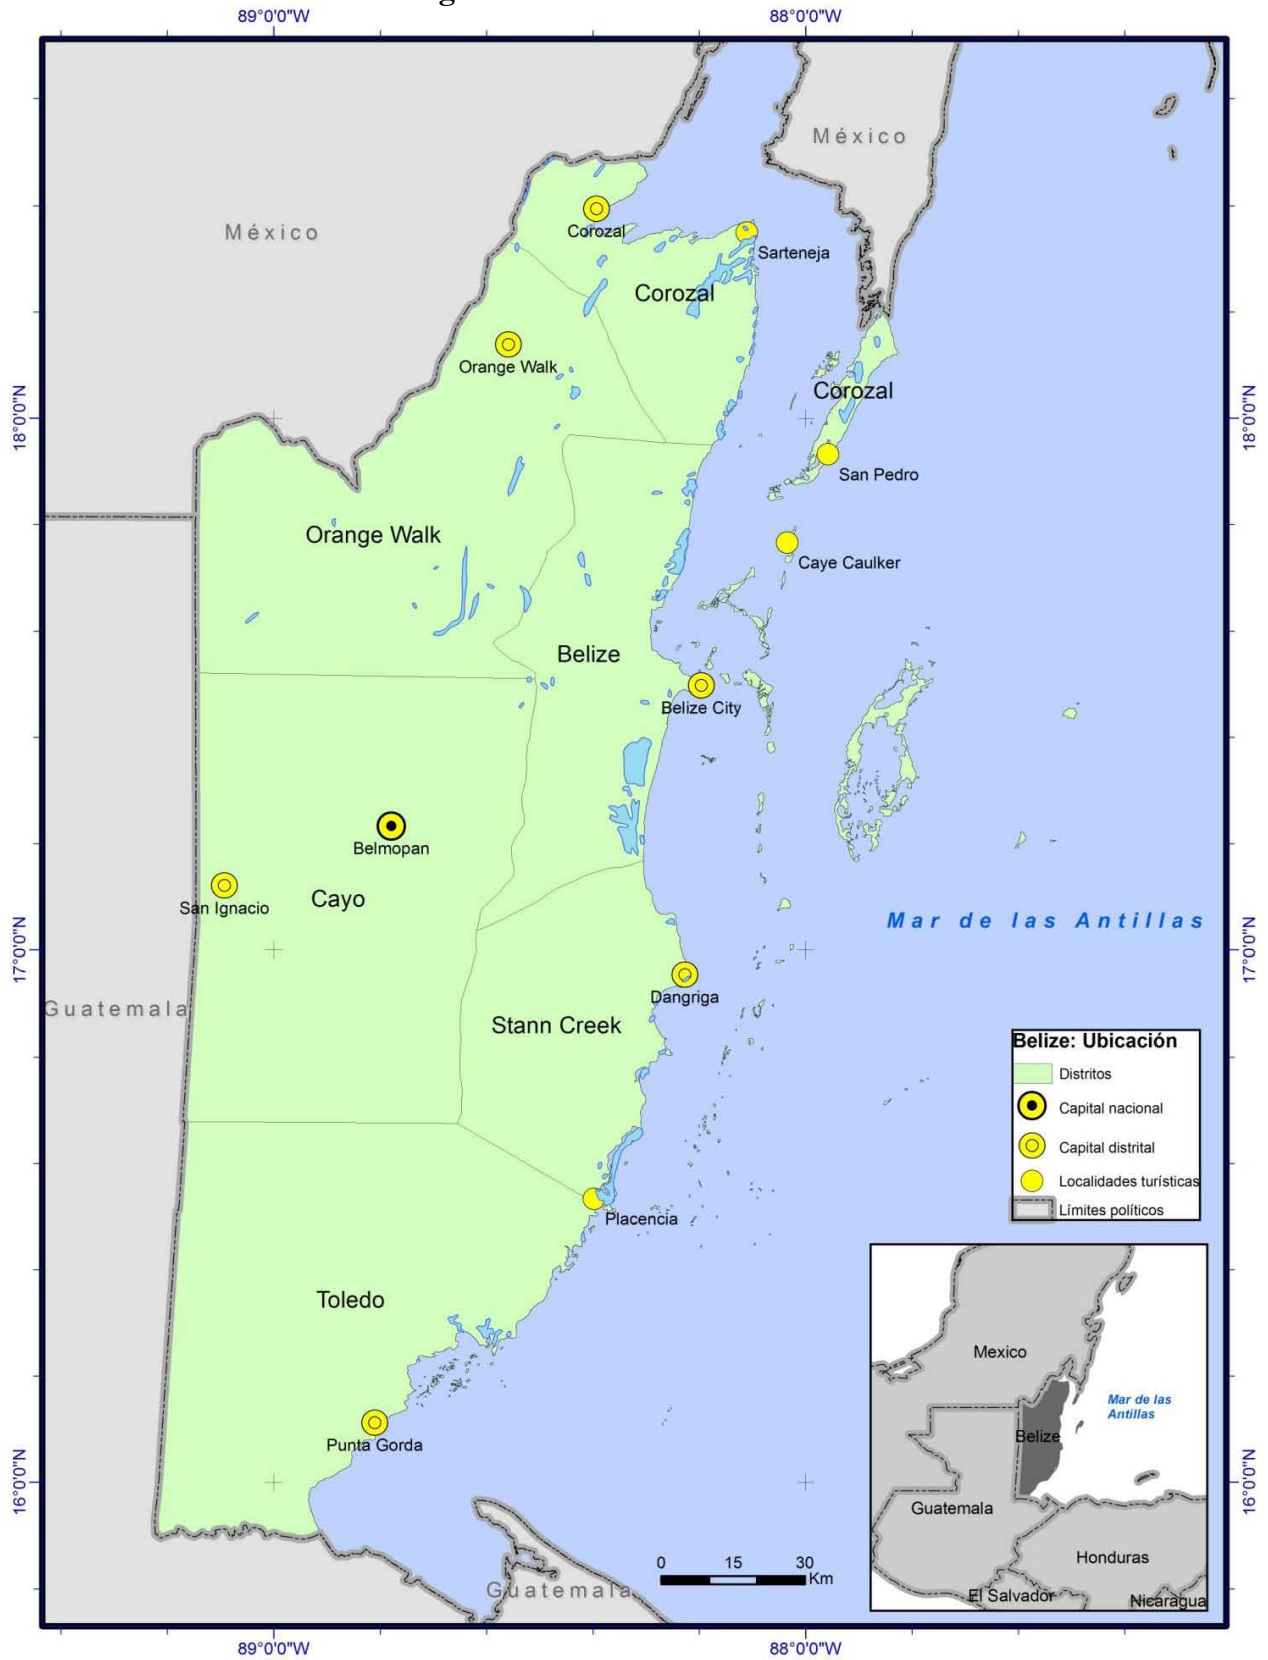 89°0'0"W
88°0'0"W
México
México
Corozal
Sarteneja
Corozal
Orange Walk
Corozal
18°0'0"N
18°0'0"N
San Pedro
Orange Walk
Caye Caulker
Belize
Belize City
Belmopan
San Ignacio
Cayo
Mar de las Antillas
17°0'0"N
17°0'0"N
Dangriga
Guatemala
Stann Creek
Belize: Ubicación
Distritos
Capital nacional
Capital distrital
Localidades turísticas
Límites políticos
Placencia
Toledo
Punta Gorda
16°0'0"N
16°0'0"N
Mexico
Mar de las
Antillas
Belize
Guatemala
Honduras
El Salvador
Nicaragua
0 15 30
Km
Guatemala
89°0'0"W
88°0'0"W